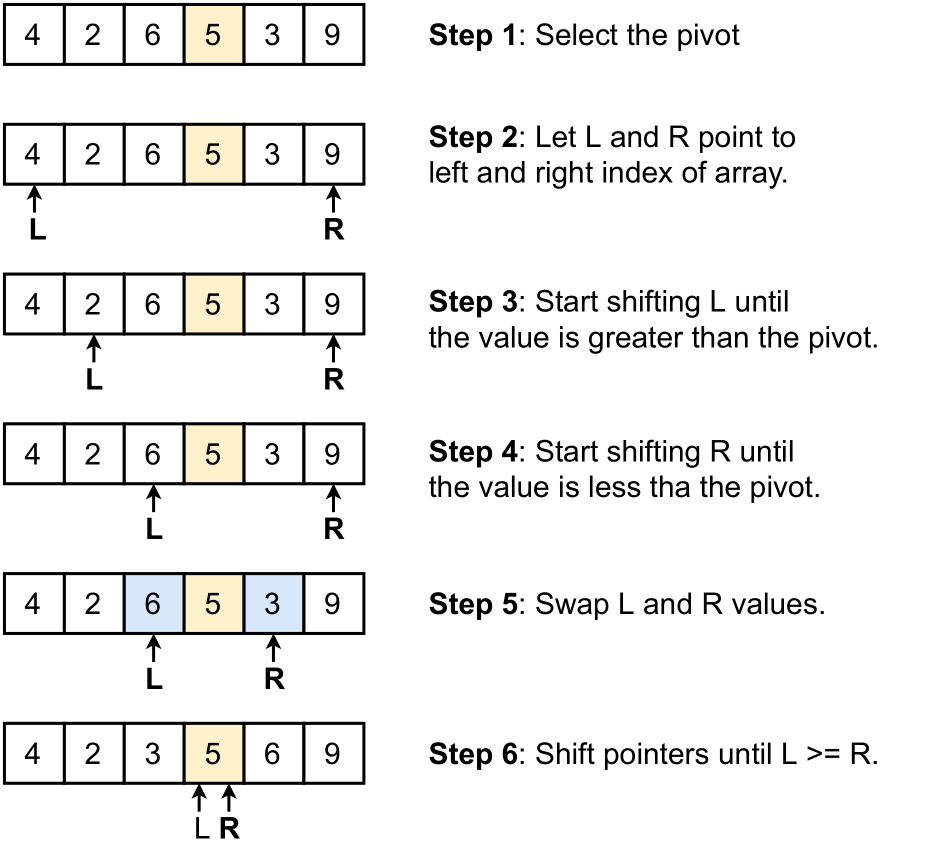 4 2 6 5 3 9
Step 1: Select the pivot
4 2 6 5 3 9
L R
Step 2: Let L and R point to
left and right index of array.
4 2 6 5 3 9
L R
Step 3: Start shifting L until
the value is greater than the pivot.
4 2 6 5 3 9
L R
Step 4: Start shifting R until
the value is less tha the pivot.
4 2 6 5 3 9
L R
Step 5: Swap L and R values.
4 2 3 5 6 9
L R
Step 6: Shift pointers until L >= R.